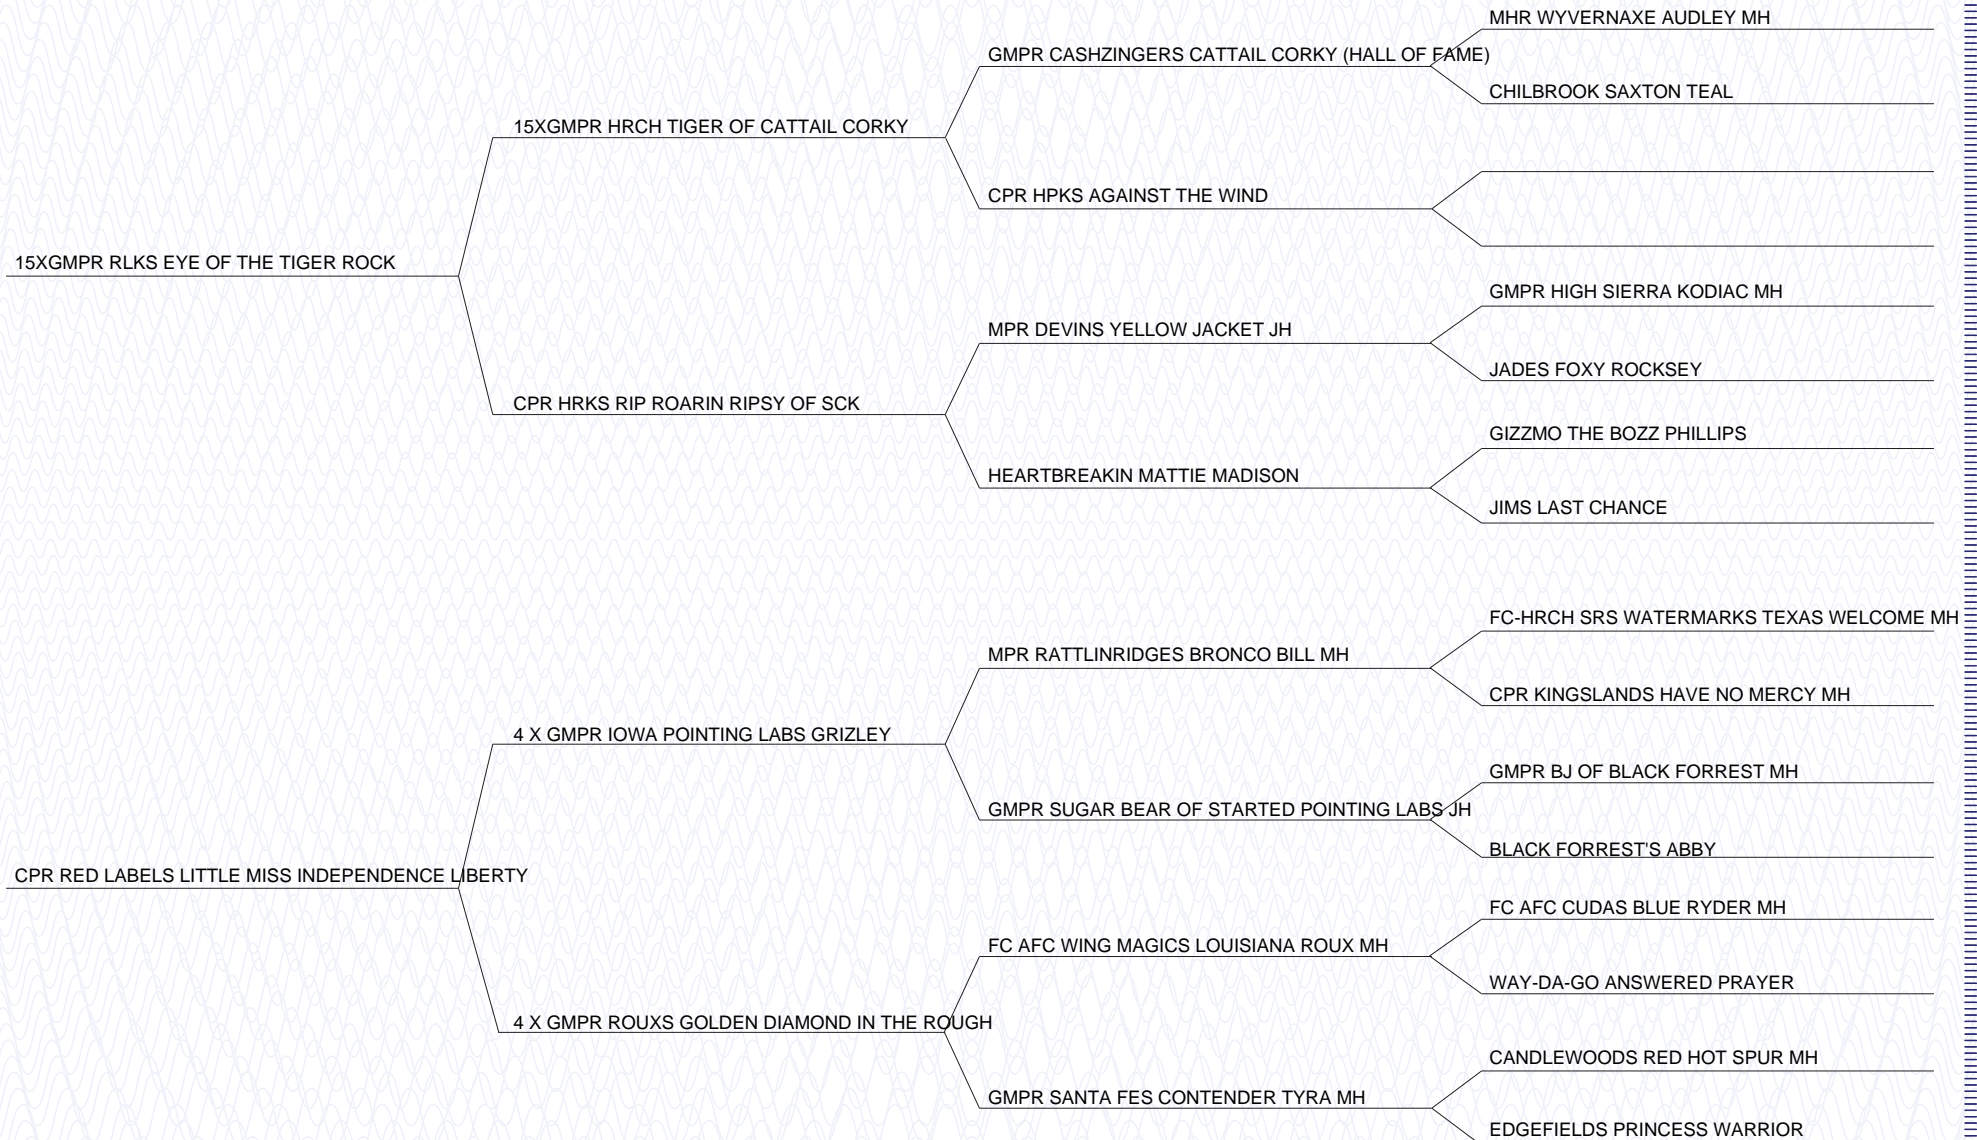 MHR WYVERNAXE AUDLEY MH
GMPR CASHZINGERS CATTAIL CORKY (HALL OF FAME)
CHILBROOK SAXTON TEAL
15XGMPR HRCH TIGER OF CATTAIL CORKY
CPR HPKS AGAINST THE WIND
15XGMPR RLKS EYE OF THE TIGER ROCK
GMPR HIGH SIERRA KODIAC MH
MPR DEVINS YELLOW JACKET JH
JADES FOXY ROCKSEY
CPR HRKS RIP ROARIN RIPSY OF SCK
GIZZMO THE BOZZ PHILLIPS
HEARTBREAKIN MATTIE MADISON
JIMS LAST CHANCE
FC-HRCH SRS WATERMARKS TEXAS WELCOME MH
MPR RATTLINRIDGES BRONCO BILL MH
CPR KINGSLANDS HAVE NO MERCY MH
4 X GMPR IOWA POINTING LABS GRIZLEY
GMPR BJ OF BLACK FORREST MH
GMPR SUGAR BEAR OF STARTED POINTING LABS JH
BLACK FORREST'S ABBY
CPR RED LABELS LITTLE MISS INDEPENDENCE LIBERTY
FC AFC CUDAS BLUE RYDER MH
FC AFC WING MAGICS LOUISIANA ROUX MH
WAY-DA-GO ANSWERED PRAYER
4 X GMPR ROUXS GOLDEN DIAMOND IN THE ROUGH
CANDLEWOODS RED HOT SPUR MH
GMPR SANTA FES CONTENDER TYRA MH
EDGEFIELDS PRINCESS WARRIOR